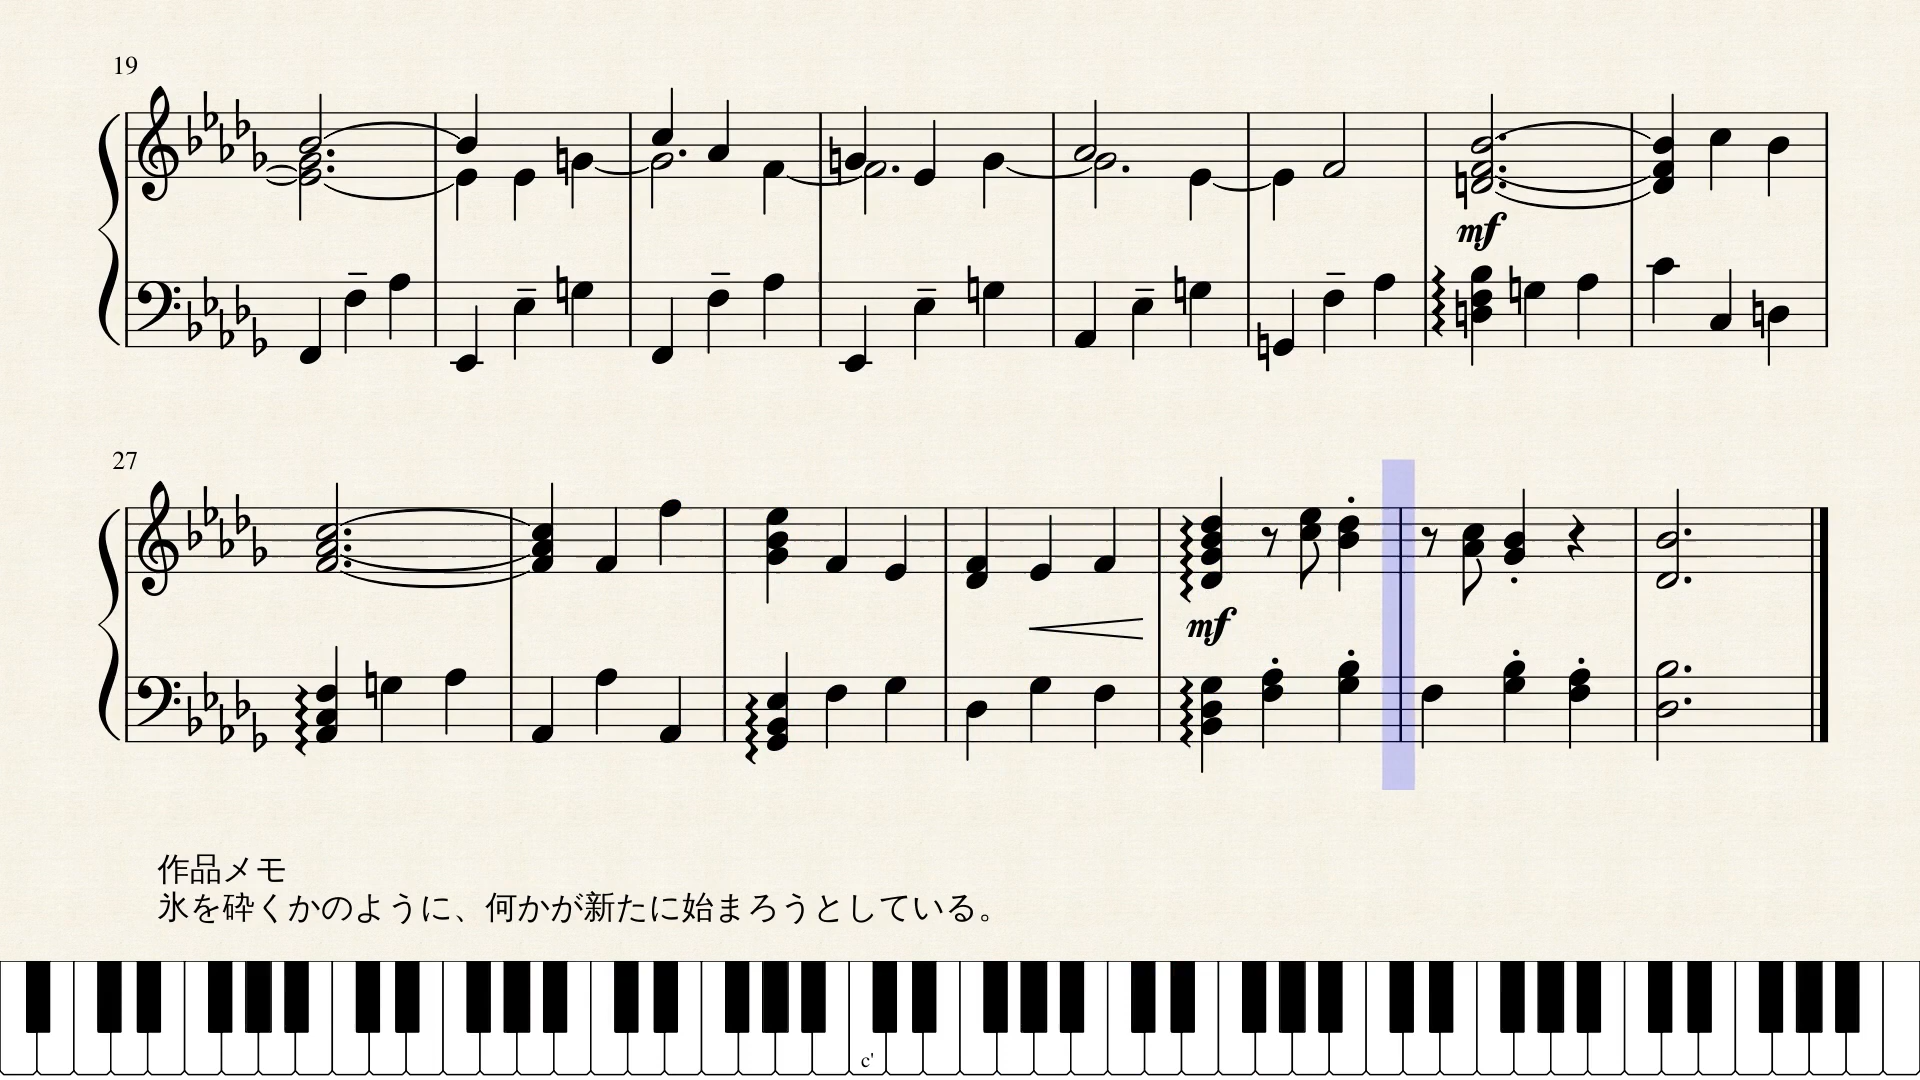 19
mf
27
mf
作品メモ
氷を砕くかのように、何かが新たに始まろうとしている。
c'